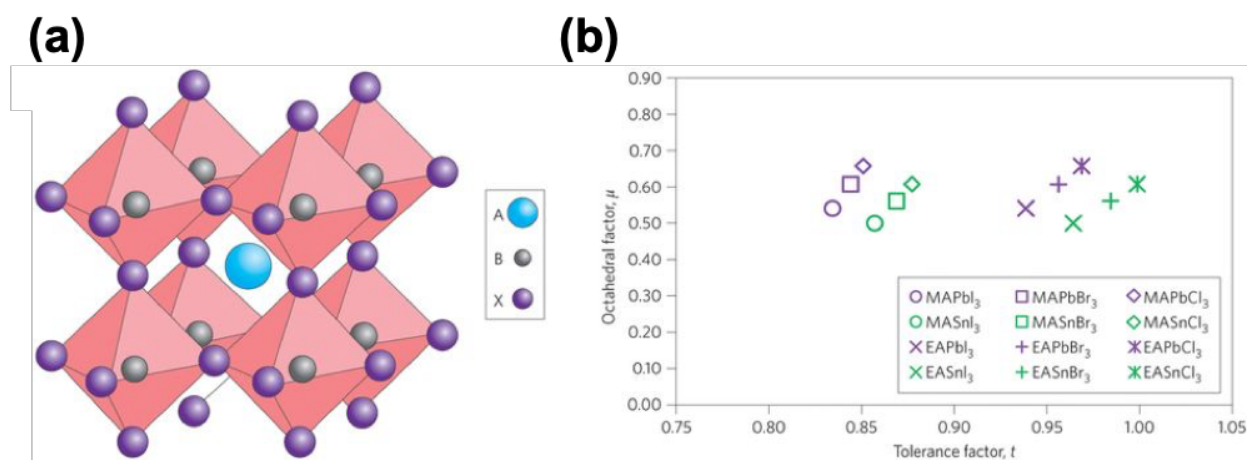 (a)
A
B
X
(b)
Octahedral factor, μ
0.90
0.80
0.70
0.60
0.50
0.40
0.30
0.20
0.10
0.00
0.75 0.80 0.85 0.90 0.95 1.00 1.05
Tolerance factor, t
MAPbI₃ MAPbBr₃ MAPbCl₃
MASnI₃ MASnBr₃ MASnCl₃
EAPbI₃ EAPbBr₃ EAPbCl₃
EASnI₃ EASnBr₃ EASnCl₃